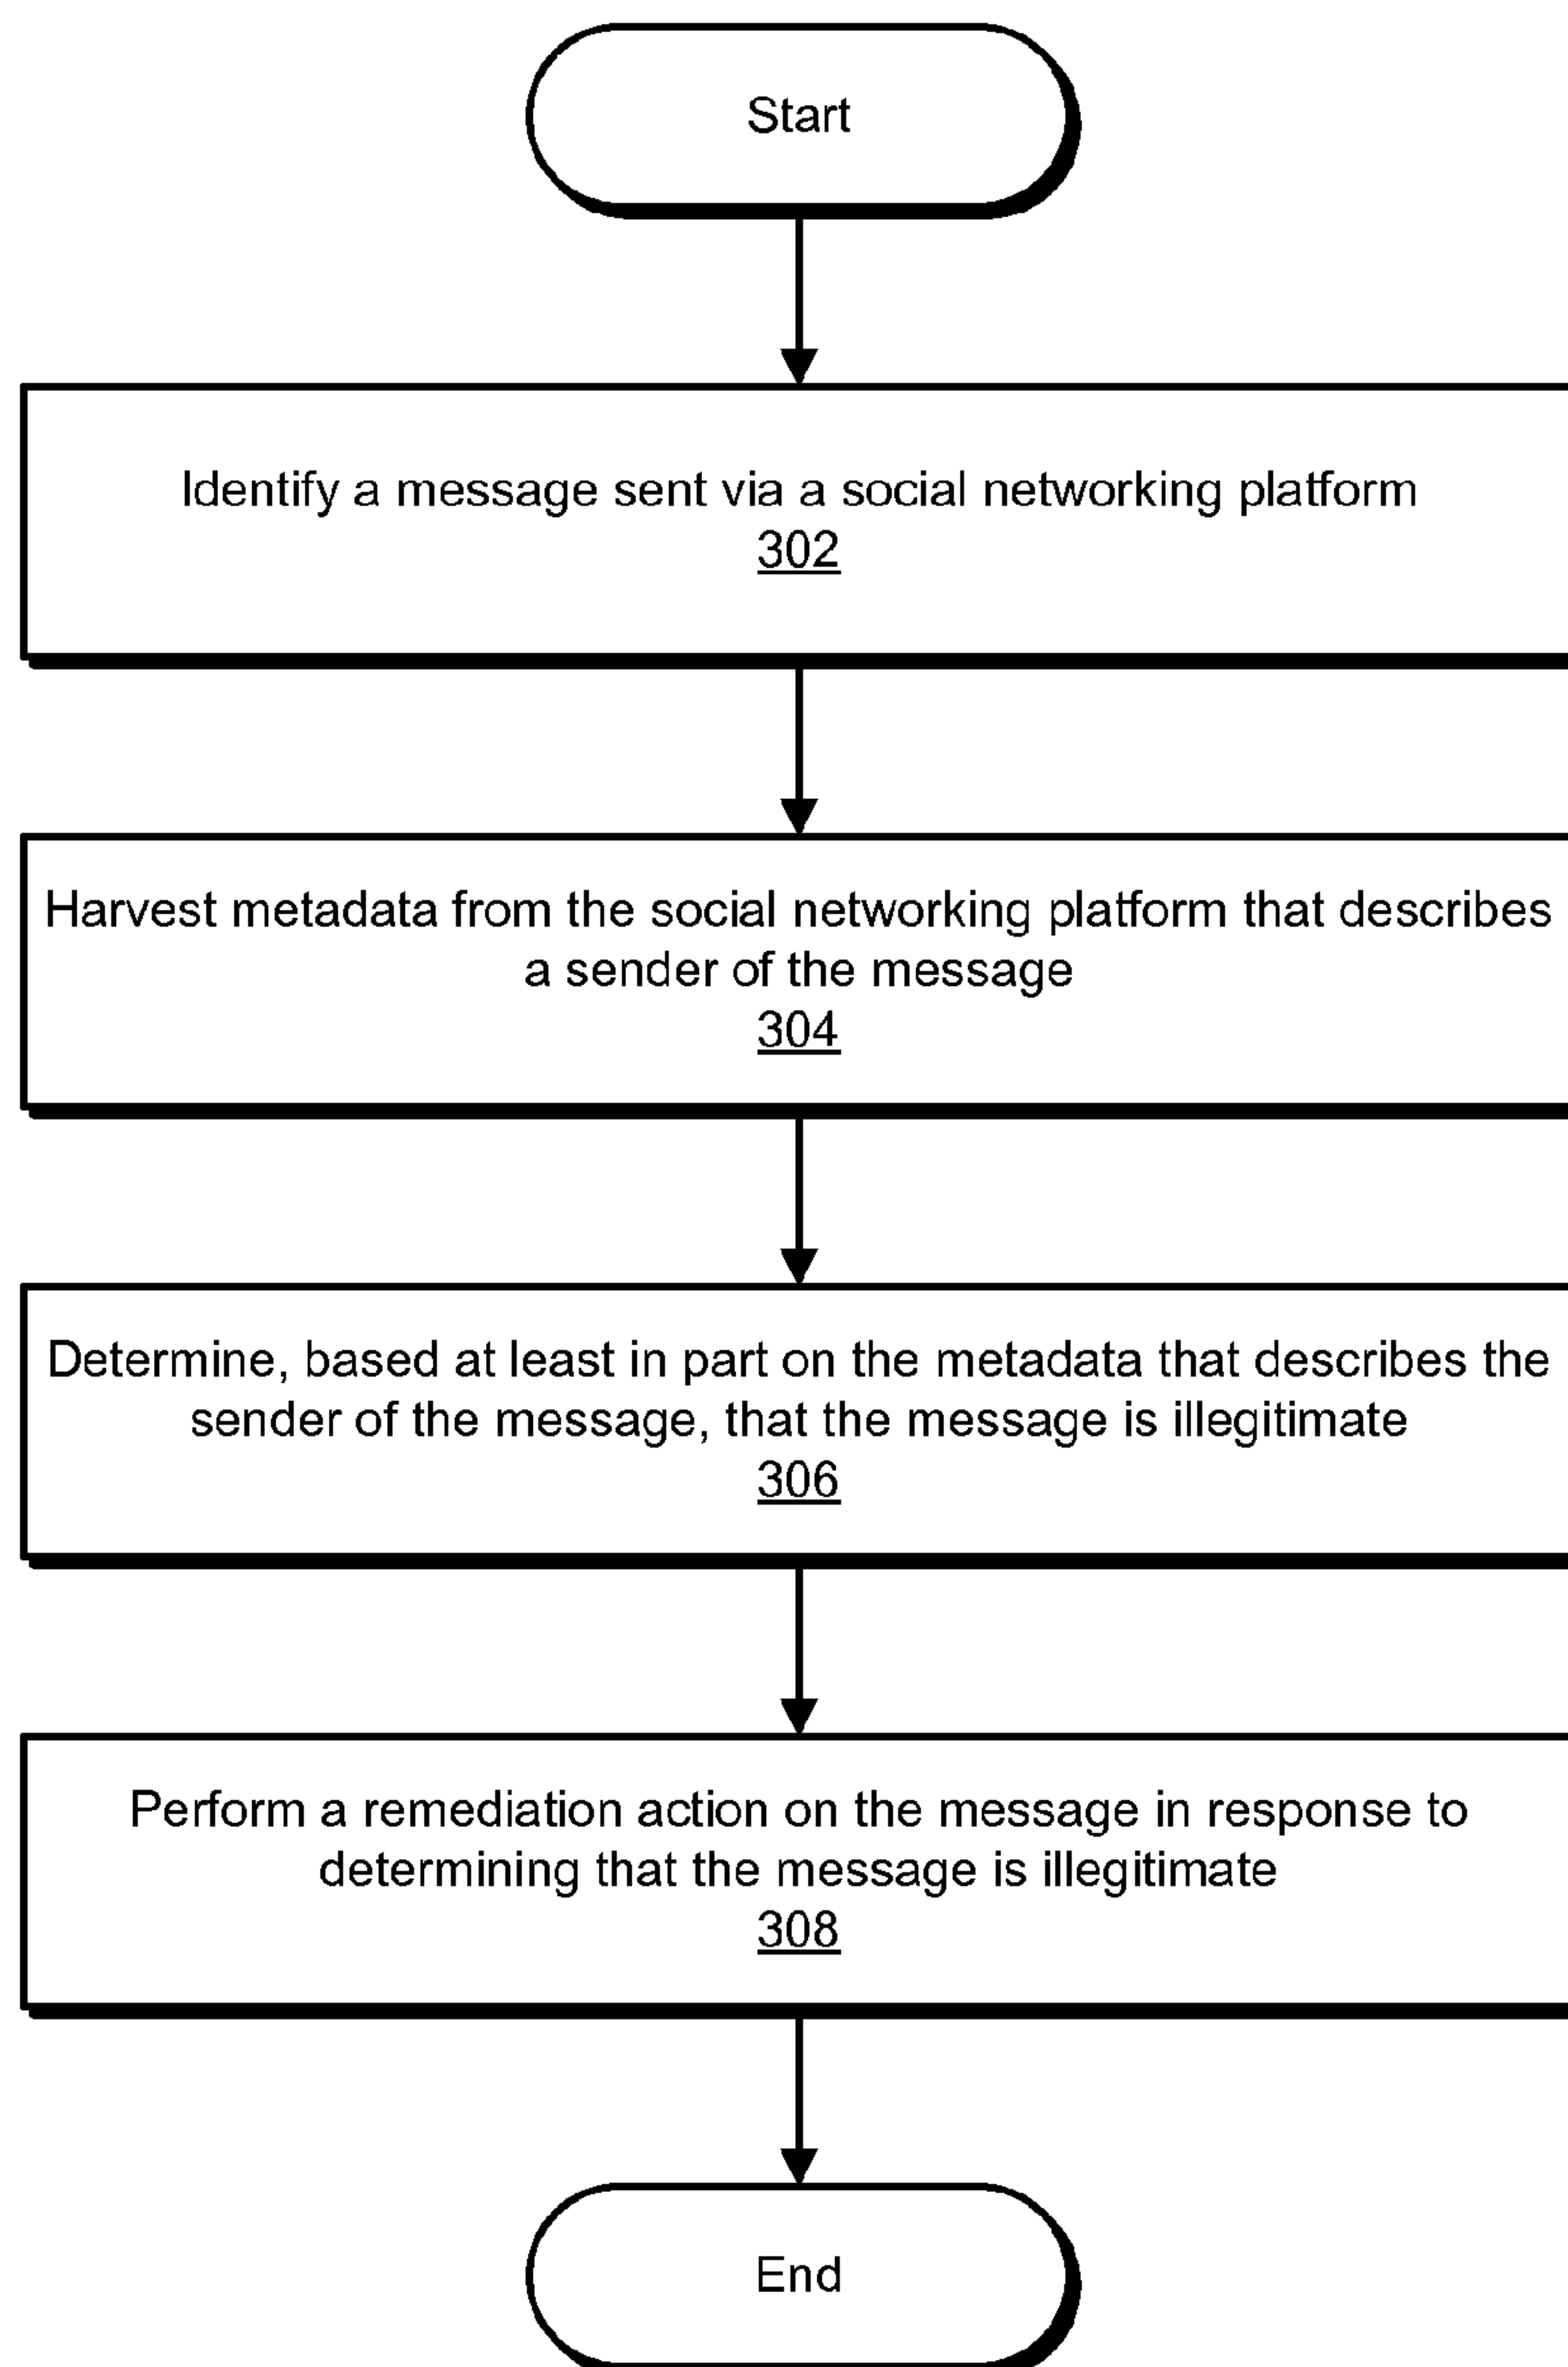 Start
Identify a message sent via a social networking platform
302
Harvest metadata from the social networking platform that describes
a sender of the message
304
Determine, based at least in part on the metadata that describes the
sender of the message, that the message is illegitimate
306
Perform a remediation action on the message in response to
determining that the message is illegitimate
308
End